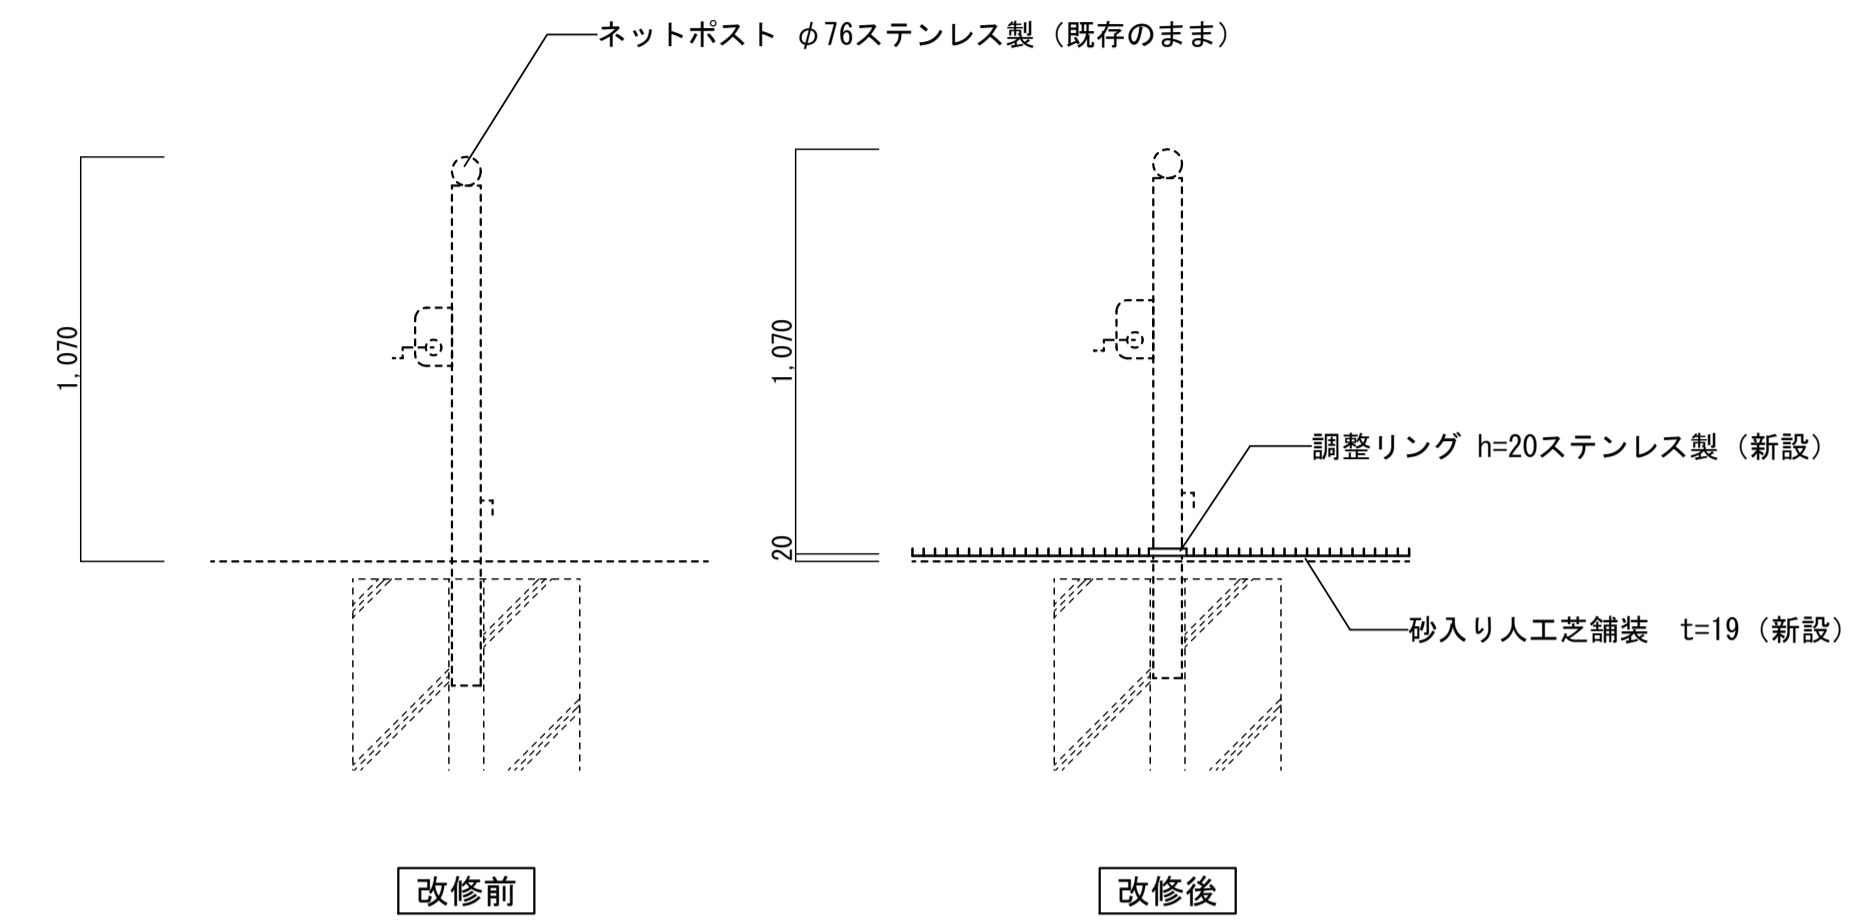 ネットポスト φ76ステンレス製（既存のまま）
1,070
1,070
調整リング h=20ステンレス製（新設）
20
砂入り人工芝舗装 t=19（新設）
改修前
改修後